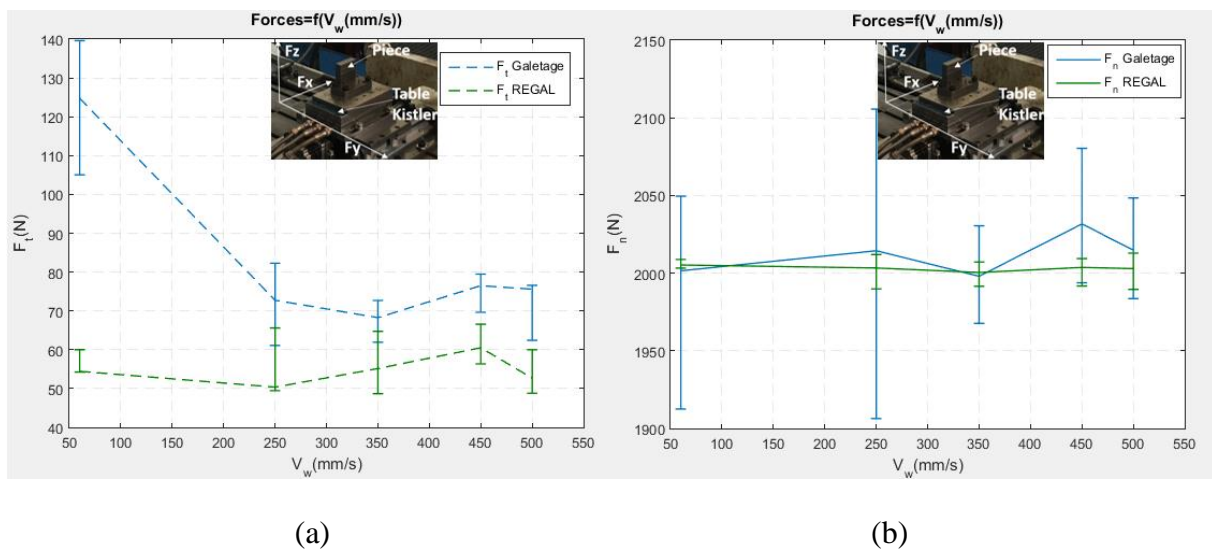 Forces=f(V_w(mm/s))
140
130
120
110
100
90
80
70
60
50
40
F_t(N)
50 100 150 200 250 300 350 400 450 500 550
V_w(mm/s)
Fz
Piece
Fx
Table
Kistler
Fy
F_t Galetage
F_t REGAL
(a)
Forces=f(V_w(mm/s))
2150
2100
2050
2000
1950
1900
F_n(N)
50 100 150 200 250 300 350 400 450 500 550
V_w(mm/s)
Fz
Piece
Fx
Table
Kistler
Fy
F_n Galetage
F_n REGAL
(b)